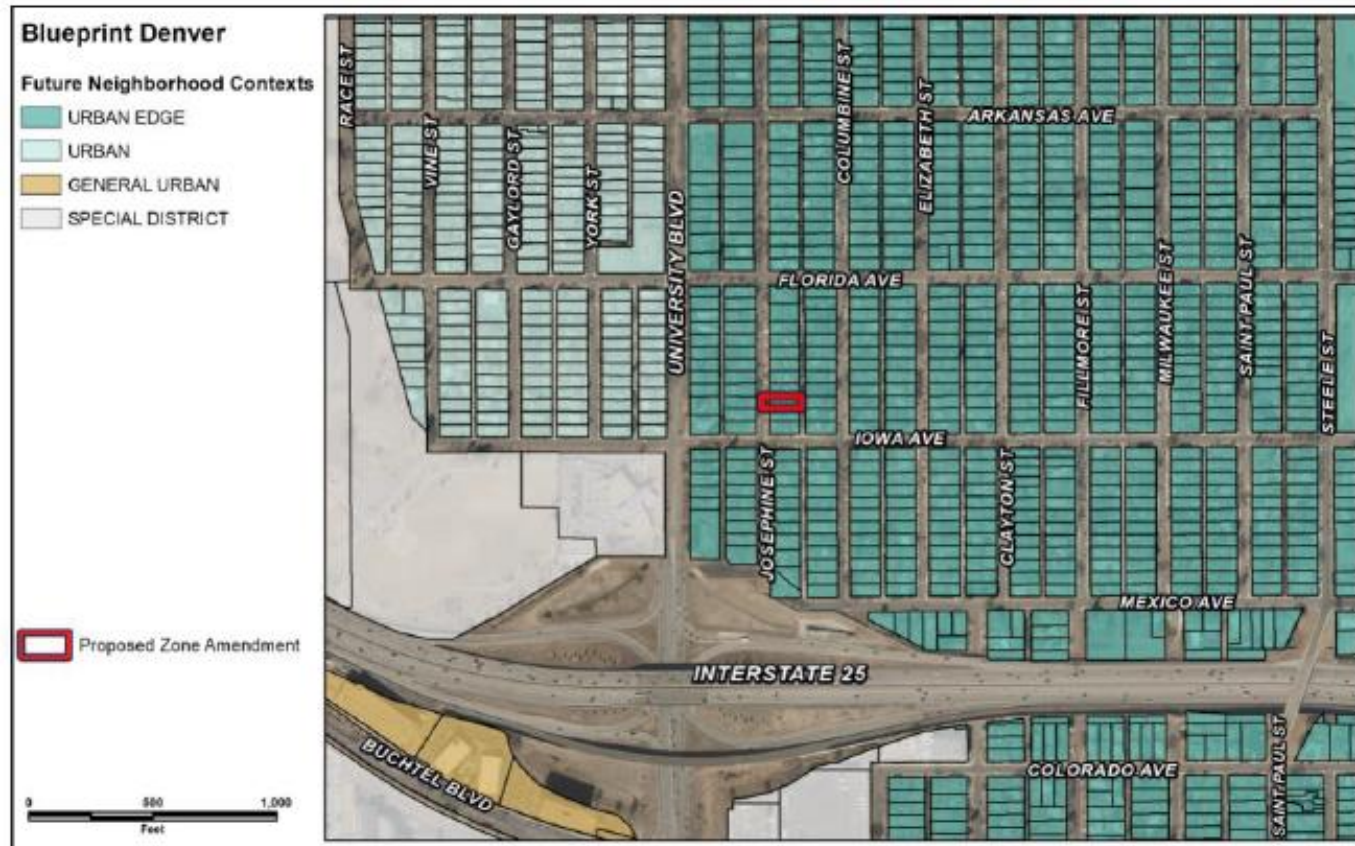 Blueprint Denver
Future Neighborhood Contexts
URBAN EDGE
URBAN
GENERAL URBAN
SPECIAL DISTRICT
Proposed Zone Amendment
0 500 1,000
Feet
RACE ST
VINE ST
GAYLORD ST
YORK ST
UNIVERSITY BLVD
COLUMBINE ST
ELIZABETH ST
ARKANSAS AVE
FLORIDA AVE
FILLMORE ST
MILWAUKEE ST
SAINT PAUL ST
STEELE ST
IOWA AVE
JOSEPHINE ST
CLAYTON ST
MEXICO AVE
INTERSTATE 25
BUCHTEL BLVD
COLORADO AVE
SAINT PAUL ST